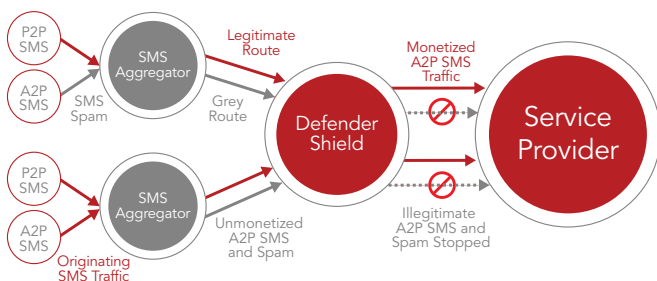 P2P
SMS
A2P
SMS
SMS
Spam
SMS
Aggregator
Legitimate
Route
Grey
Route
Defender
Shield
Monetized
A2P SMS
Traffic
Service
Provider
P2P
SMS
A2P
SMS
Originating
SMS Traffic
SMS
Aggregator
Unmonetized
A2P SMS
and Spam
Illegitimate
A2P SMS and
Spam Stopped